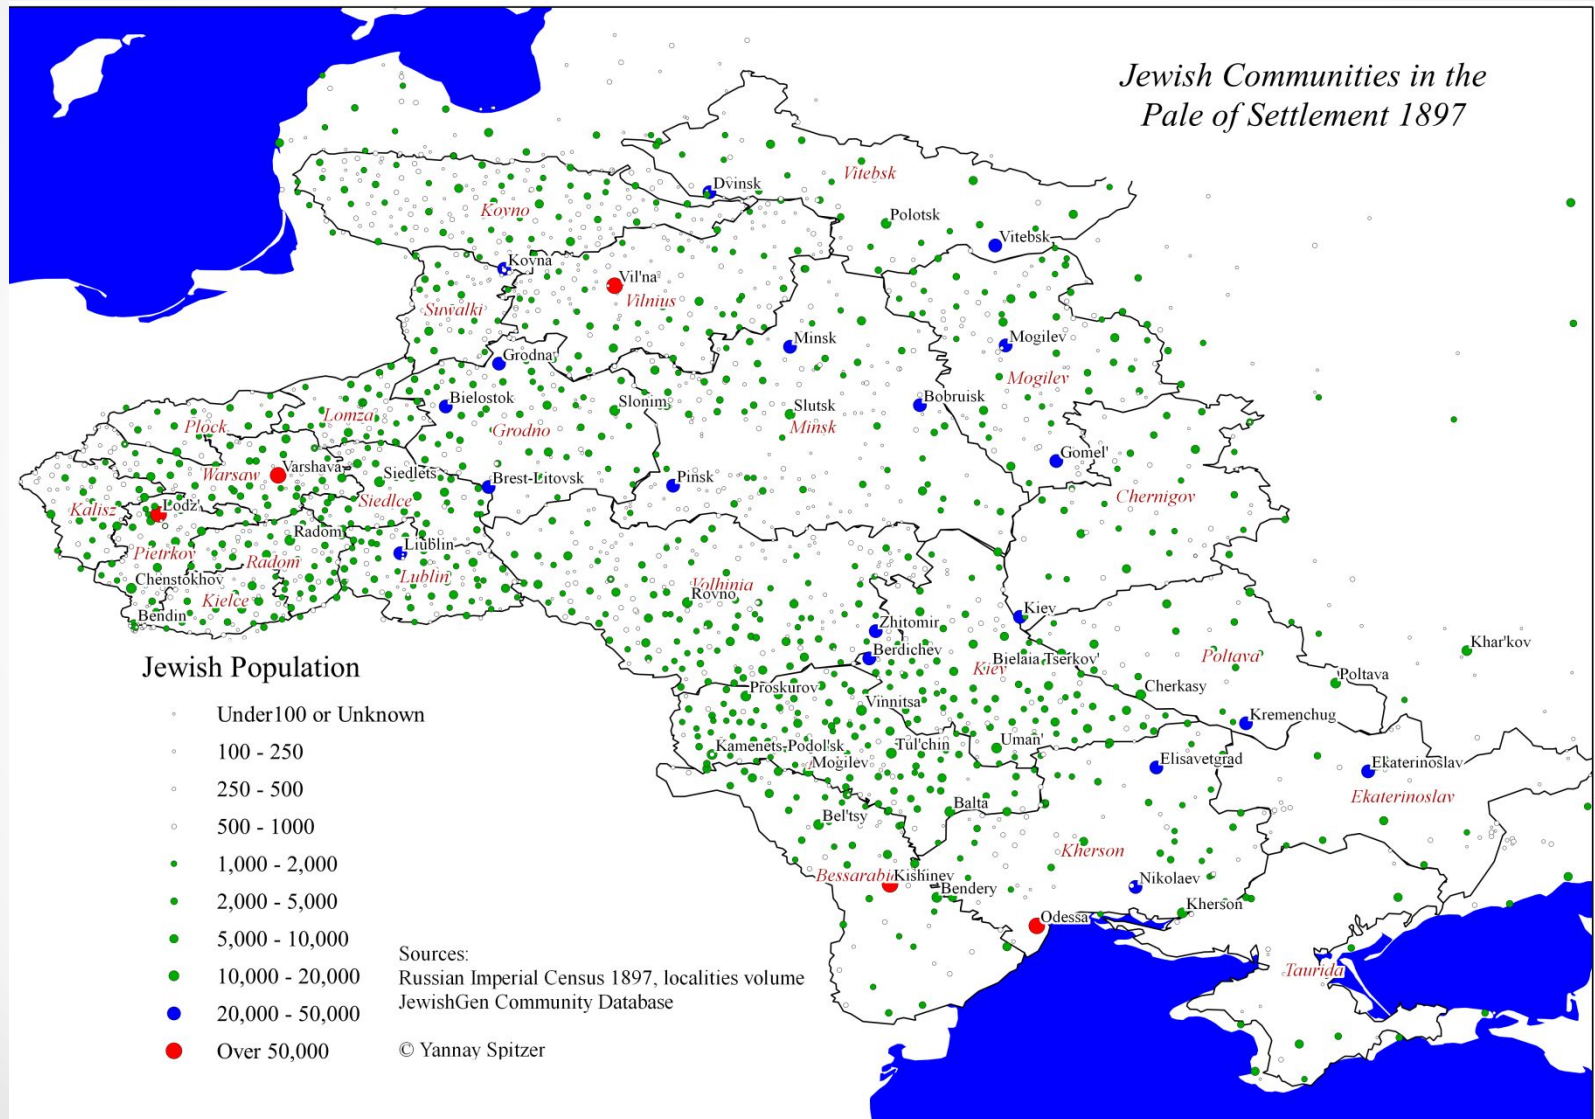 Jewish Communities in the
Pale of Settlement 1897
Vitebsk
Dvinsk
Kovno
Polotsk
Vitebsk
Kovna
Vil'na
Vilnius
Suwalki
Minsk
Mogilev
Grodna
Mogilev
Bielostok
Slonim
Slutsk
Bobruisk
Lomza
Plock
Grodno
Minsk
Gomel'
Varshava
Warsaw
Siedlets
Brest-Litovsk
Pinsk
Chernigov
Kalisz
Lodz'
Siedlce
Radom
Pietrkov
Radom
Liublin
Lublin
Chenstokhov
Kielce
Bendin
Volhinia
Rovno
Kiev
Zhitomir
Berdichev
Bielaia Tserkov'
Kiev
Poltava
Khar'kov
Poltava
Proskurov
Cherkasy
Vinnitsa
Kremenchug
Kamenets-Podol'sk
Tul'chin
Uman'
Mogilev
Elisavetgrad
Ekaterinoslav
Ekaterinoslav
Balta
Bel'tsy
Kherson
Bessarabia
Kishinev
Bendery
Nikolaev
Kherson
Odessa
Taurida
Jewish Population
Under100 or Unknown
100 - 250
250 - 500
500 - 1000
1,000 - 2,000
2,000 - 5,000
5,000 - 10,000
10,000 - 20,000
20,000 - 50,000
Over 50,000
Sources:
Russian Imperial Census 1897, localities volume
JewishGen Community Database
© Yannay Spitzer